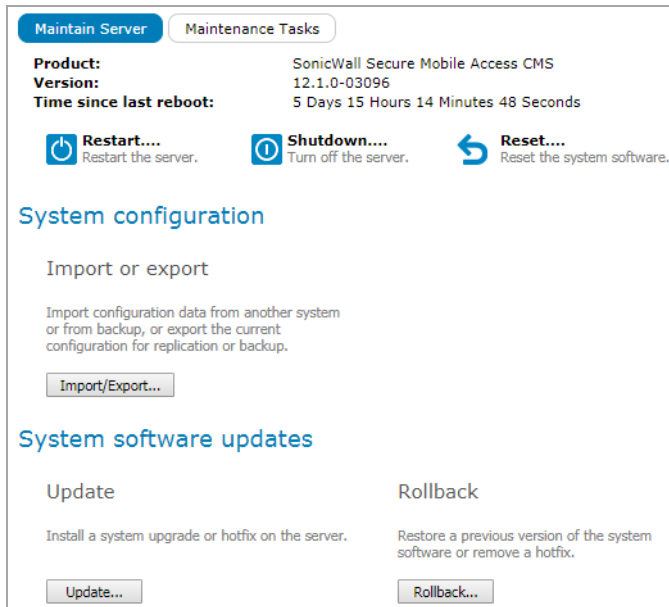 Maintain Server
Maintenance Tasks
Product: SonicWall Secure Mobile Access CMS
Version: 12.1.0-03096
Time since last reboot: 5 Days 15 Hours 14 Minutes 48 Seconds
Restart.... Shutdown.... Reset....
Restart the server. Turn off the server. Reset the system software.
System configuration
Import or export
Import configuration data from another system
or from backup, or export the current
configuration for replication or backup.
Import/Export...
System software updates
Update
Install a system upgrade or hotfix on the server.
Update...
Rollback
Restore a previous version of the system
software or remove a hotfix.
Rollback...